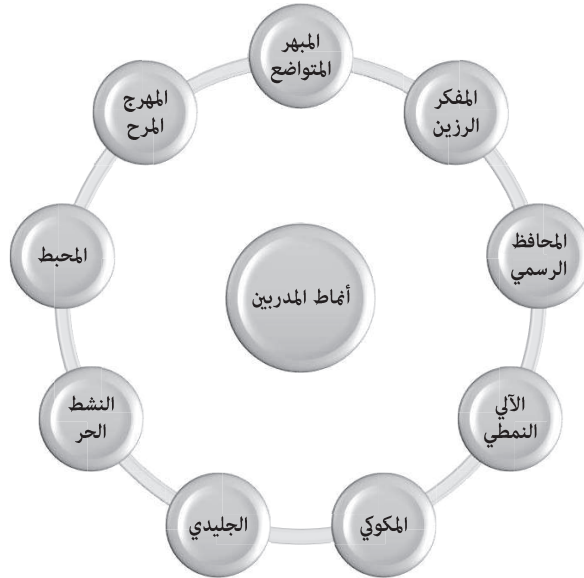 المبهر
المتواضع
المفكر
الرزين
المحافظ
الرسمي
الآلي
النمطي
المكوكي
الجليدي
النشط
الحر
المحبط
المهرج
المرح
أنماط المدربين